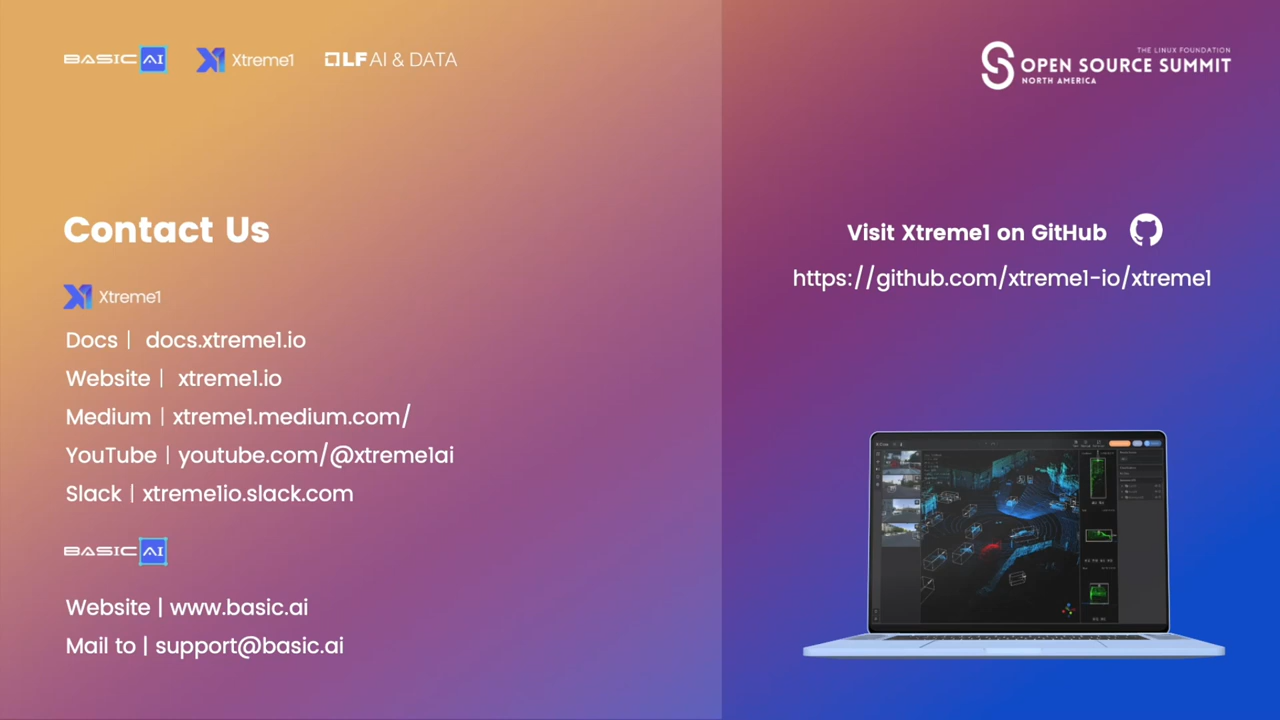 BASIC AI
Xtreme1
LF AI & DATA
THE LINUX FOUNDATION
OPEN SOURCE SUMMIT
NORTH AMERICA
Contact Us
Xtreme1
Docs | docs.xtreme1.io
Website | xtreme1.io
Medium | xtreme1.medium.com/
YouTube | youtube.com/@xtreme1ai
Slack | xtreme1io.slack.com
BASIC AI
Website | www.basic.ai
Mail to | support@basic.ai
Visit Xtreme1 on GitHub
https://github.com/xtreme1-io/xtreme1